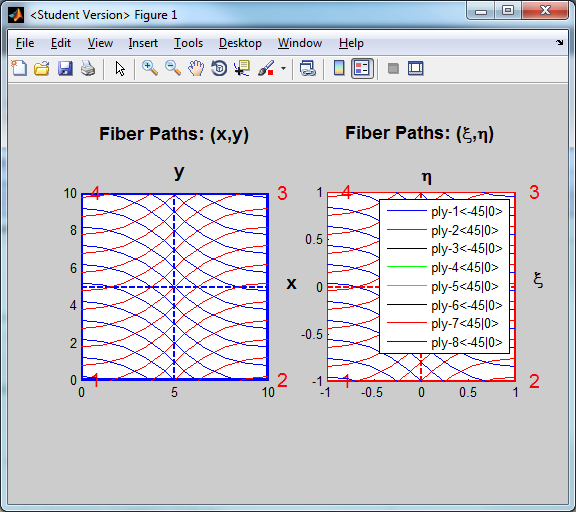 <Student Version> Figure 1
File Edit View Insert Tools Desktop Window Help
Fiber Paths: (x,y)
Fiber Paths: (ξ,η)
y
η
10
8
6
4
2
0
0 5 10
4 3
1 2
x
1
0.5
0
-0.5
-1
-1 -0.5 0 0.5 1
4 3
1 2
ξ
ply-1<-45|0>
ply-2<-45|0>
ply-3<-45|0>
ply-4<-45|0>
ply-5<-45|0>
ply-6<-45|0>
ply-7<-45|0>
ply-8<-45|0>